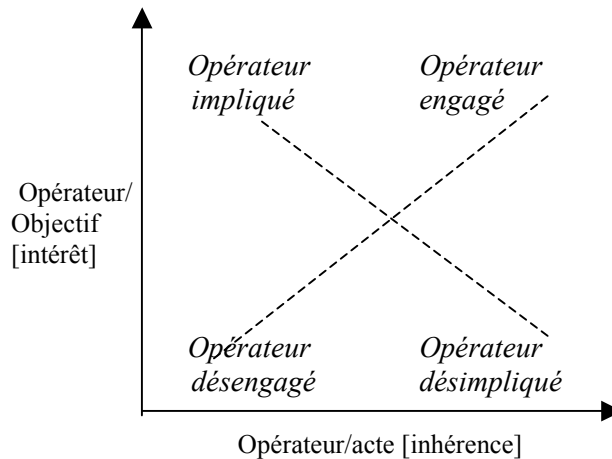 Opérateur
impliqué
Opérateur
engagé
Opérateur/
Objectif
[intérêt]
Opérateur
désengagé
Opérateur
désimpliqué
Opérateur/acte [inhérence]